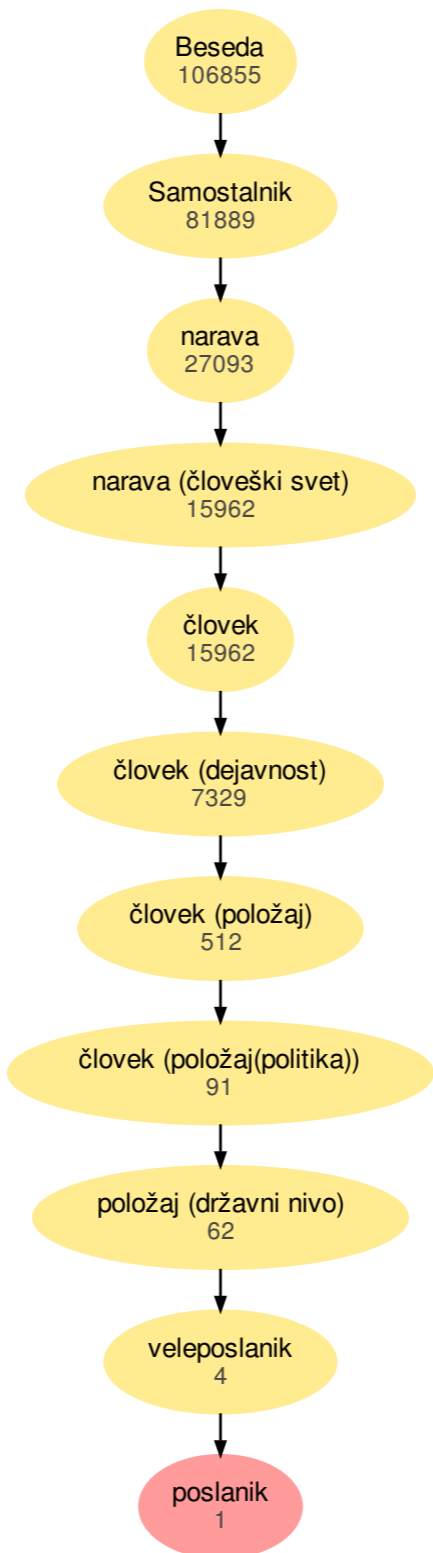 Beseda
106855
Samostalnik
81889
narava
27093
narava (človeški svet)
15962
človek
15962
človek (dejavnost)
7329
človek (položaj)
512
človek (položaj(politika))
91
položaj (državni nivo)
62
veleposlanik
4
poslanik
1